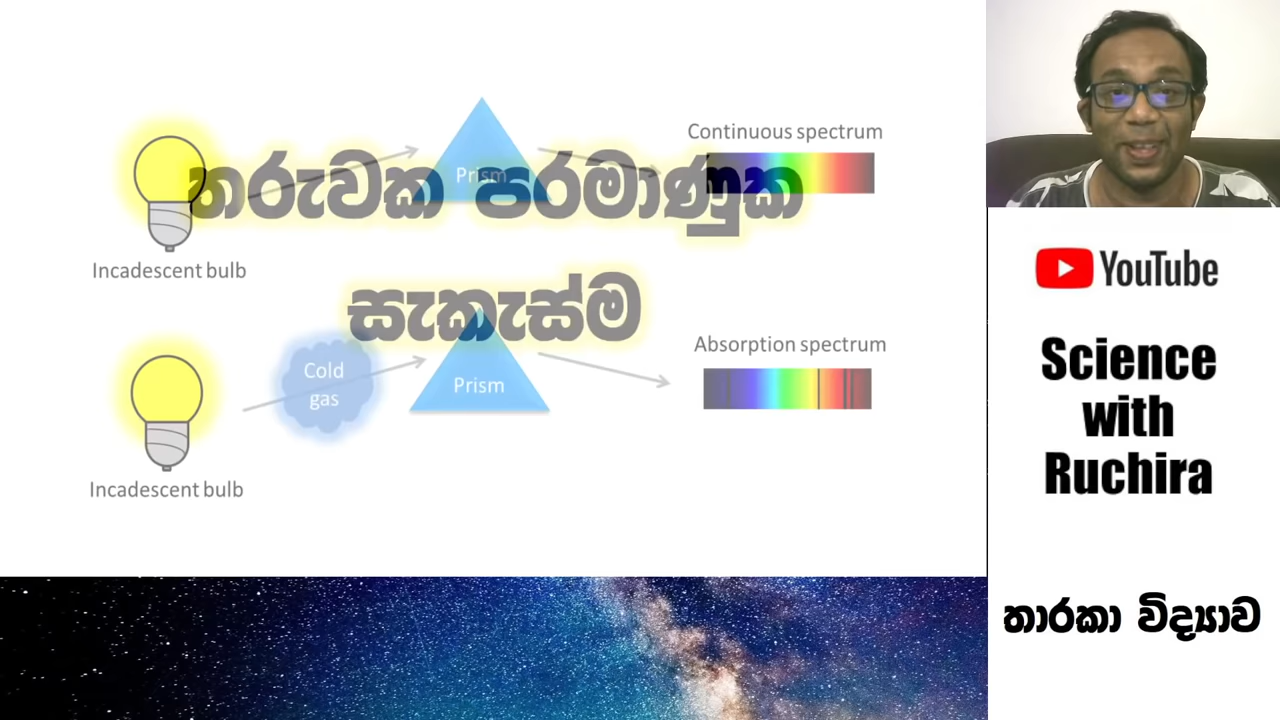 Continuous spectrum
Prism
තරුවක පරමාණුක
Incadescent bulb
සැකැස්ම
Absorption spectrum
Cold
gas
Prism
Incadescent bulb
YouTube
Science
with
Ruchira
තාරකා විද්‍යාව